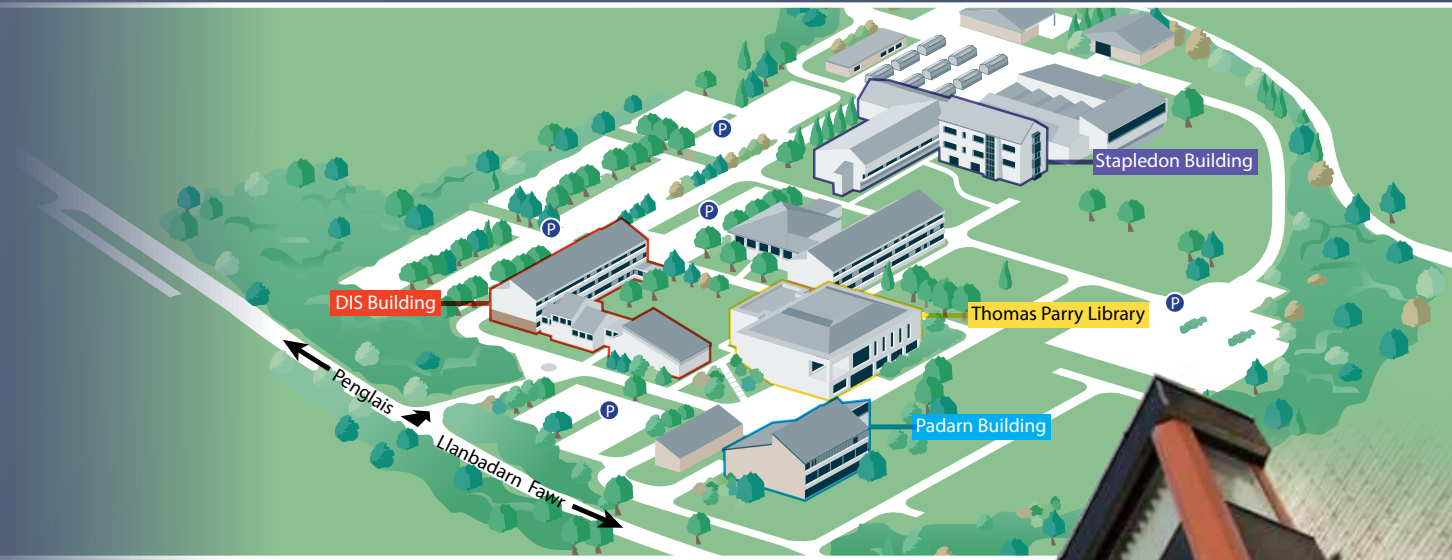 P
Stapledon Building
P
P
DIS Building
P
Thomas Parry Library
Penglais
P
Padarn Building
Llanbadarn Fawr